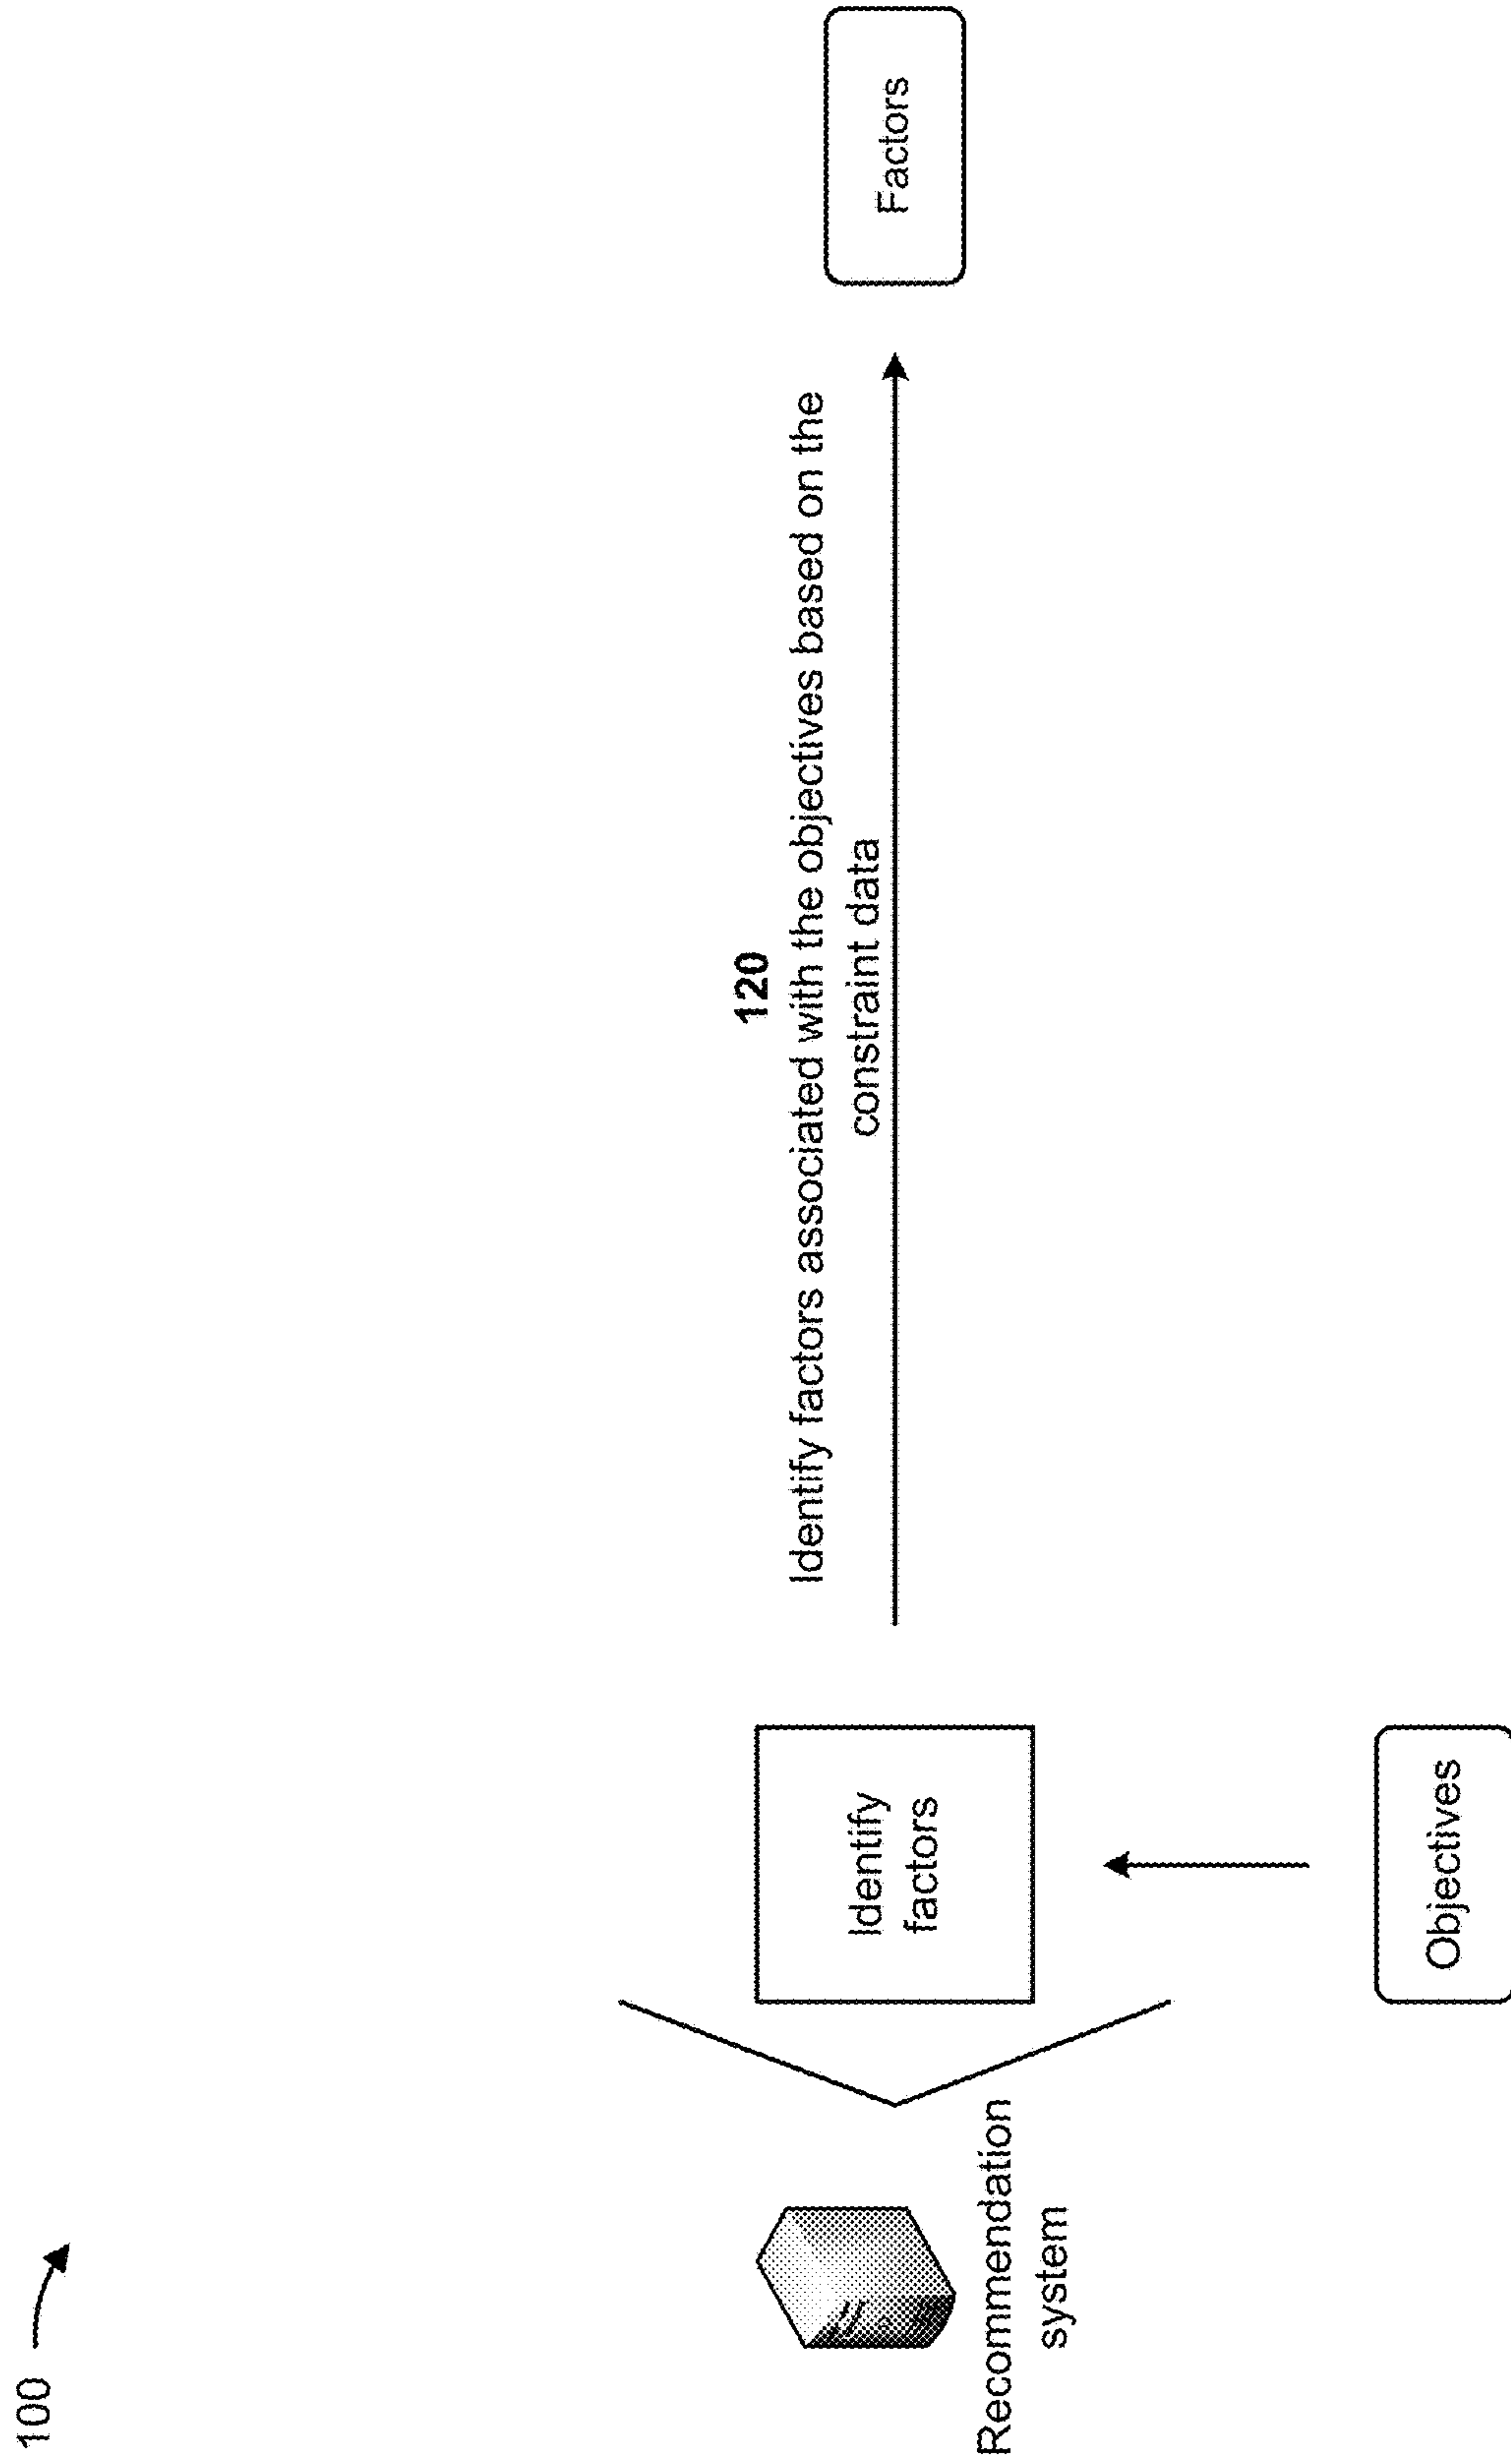 100
120
Identify factors associated with the objectives based on the
constraint data
Recommendation
system
Identify
factors
Factors
Objectives